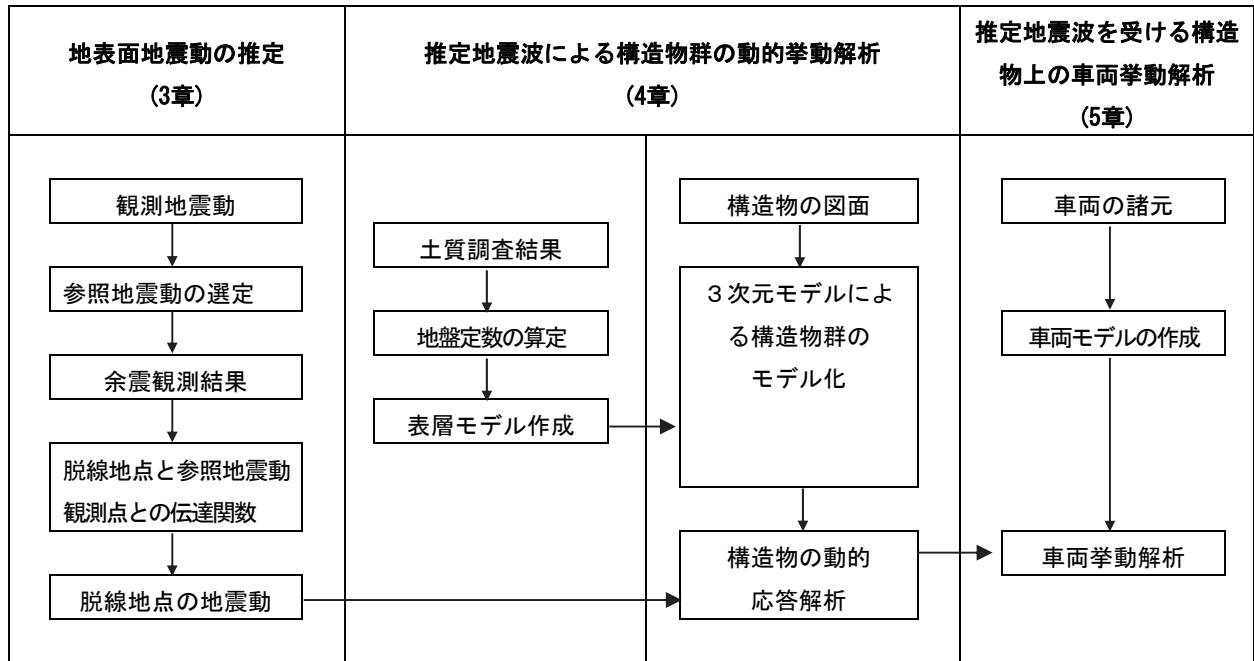 地表面地震動の推定
(3章)
推定地震波による構造物群の動的挙動解析
(4章)
推定地震波を受ける構造
物上の車両挙動解析
(5章)
観測地震動
参照地震動の選定
余震観測結果
脱線地点と参照地震動
観測点との伝達関数
脱線地点の地震動
土質調査結果
地盤定数の算定
表層モデル作成
構造物の図面
３次元モデルによ
る構造物群の
モデル化
構造物の動的
応答解析
車両の諸元
車両モデルの作成
車両挙動解析